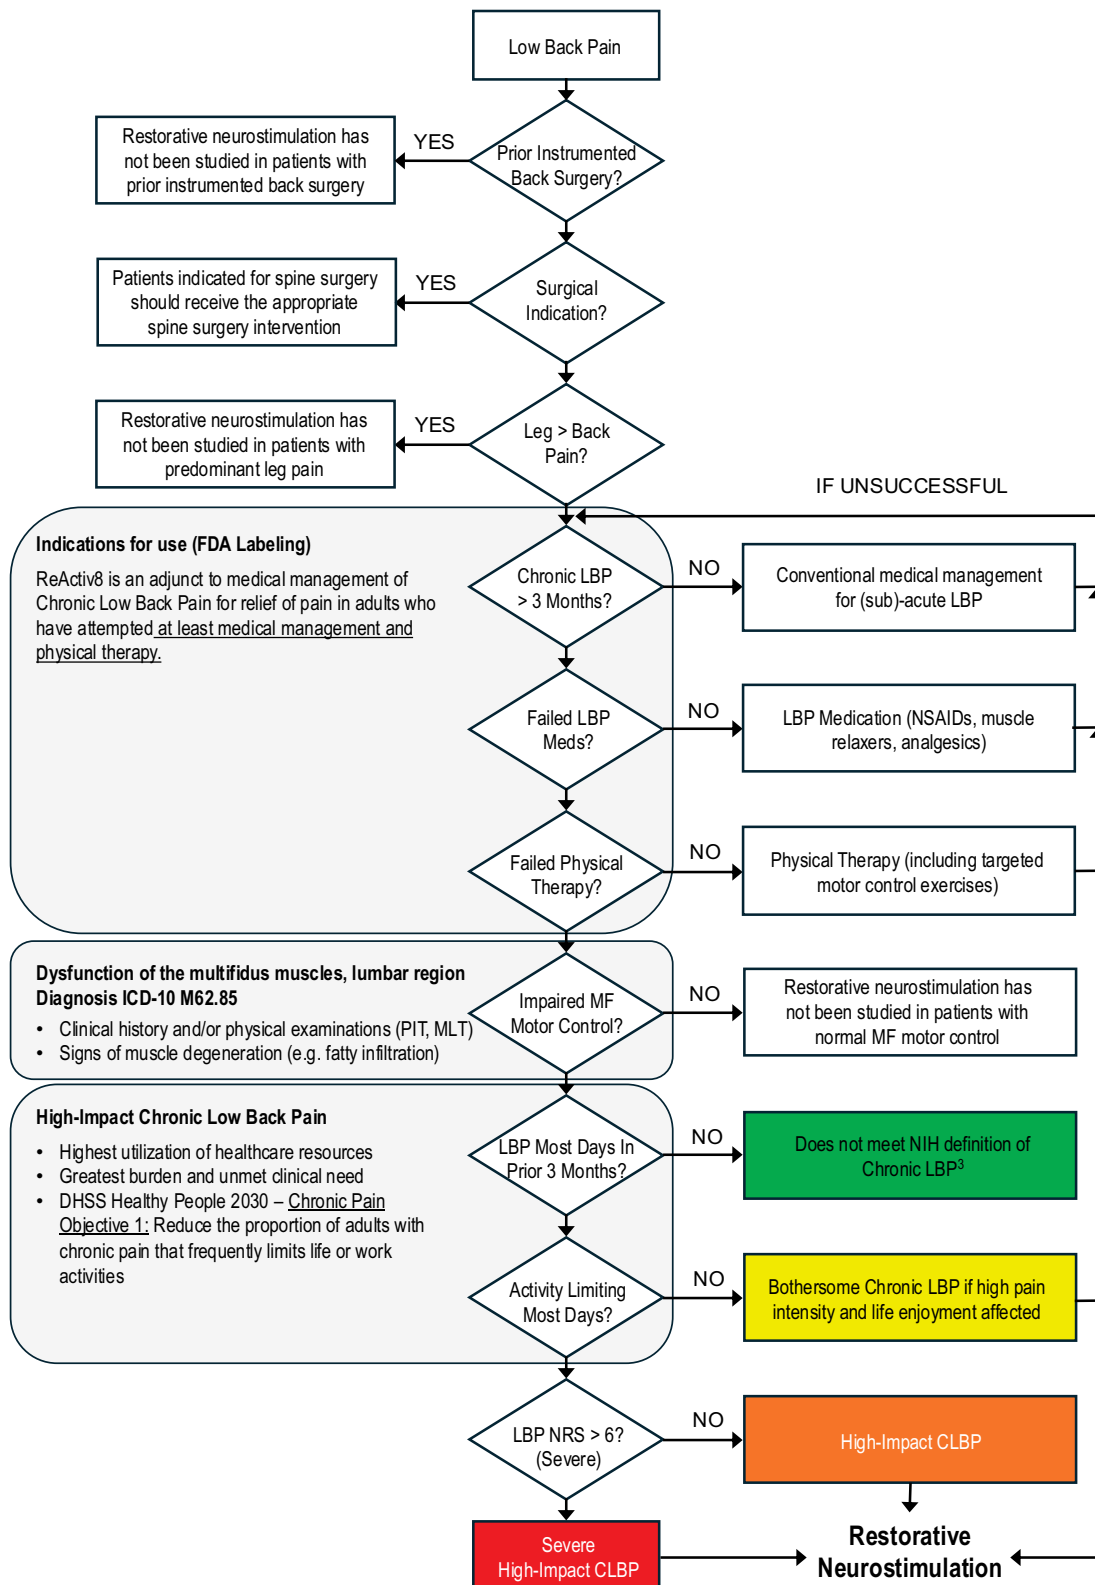 Low Back Pain
Restorative neurostimulation has
not been studied in patients with
prior instrumented back surgery
YES
Prior Instrumented
Back Surgery?
Patients indicated for spine surgery
should receive the appropriate
spine surgery intervention
YES
Surgical
Indication?
Restorative neurostimulation has
not been studied in patients with
predominant leg pain
YES
Leg > Back
Pain?
IF UNSUCCESSFUL
Indications for use (FDA Labeling)
ReActiv8 is an adjunct to medical management of
Chronic Low Back Pain for relief of pain in adults who
have attempted at least medical management and
physical therapy.
Chronic LBP
> 3 Months?
NO
Conventional medical management
for (sub)-acute LBP
Failed LBP
Meds?
NO
LBP Medication (NSAIDs, muscle
relaxers, analgesics)
Failed Physical
Therapy?
NO
Physical Therapy (including targeted
motor control exercises)
Dysfunction of the multifidus muscles, lumbar region
Diagnosis ICD-10 M62.85
• Clinical history and/or physical examinations (PIT, MLT)
• Signs of muscle degeneration (e.g. fatty infiltration)
Impaired MF
Motor Control?
NO
Restorative neurostimulation has
not been studied in patients with
normal MF motor control
High-Impact Chronic Low Back Pain
• Highest utilization of healthcare resources
• Greatest burden and unmet clinical need
• DHSS Healthy People 2030 – Chronic Pain
Objective 1: Reduce the proportion of adults with
chronic pain that frequently limits life or work
activities
LBP Most Days In
Prior 3 Months?
NO
Does not meet NIH definition of
Chronic LBP3
Activity Limiting
Most Days?
NO
Bothersome Chronic LBP if high pain
intensity and life enjoyment affected
LBP NRS > 6?
(Severe)
NO
High-Impact CLBP
Severe
High-Impact CLBP
Restorative
Neurostimulation